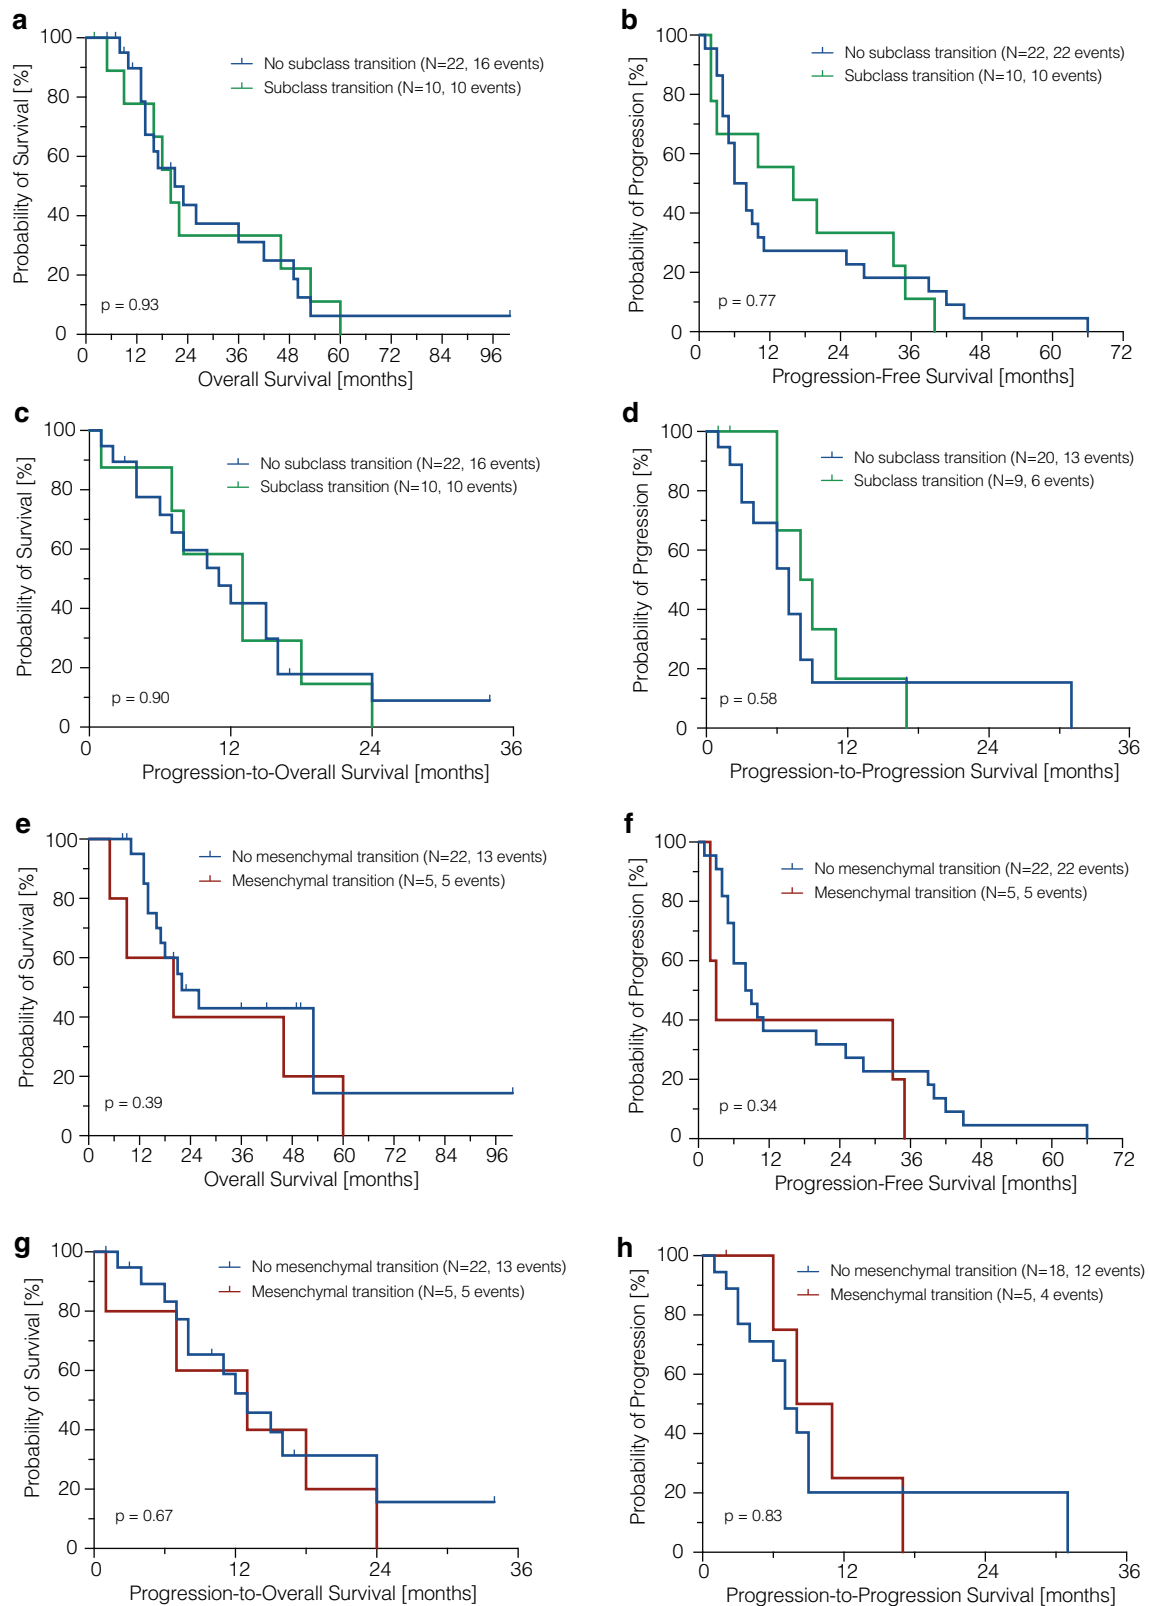 a
100
80
60
40
20
0
Probability of Survival [%]
No subclass transition (N=22, 16 events)
Subclass transition (N=10, 10 events)
p = 0.93
0 12 24 36 48 60 72 84 96
Overall Survival [months]
b
100
80
60
40
20
0
Probability of Progression [%]
No subclass transition (N=22, 22 events)
Subclass transition (N=10, 10 events)
p = 0.77
0 12 24 36 48 60 72
Progression-Free Survival [months]
c
100
80
60
40
20
0
Probability of Survival [%]
No subclass transition (N=22, 16 events)
Subclass transition (N=10, 10 events)
p = 0.90
0 12 24 36
Progression-to-Overall Survival [months]
d
100
80
60
40
20
0
Probability of Prgression [%]
No subclass transition (N=20, 13 events)
Subclass transition (N=9, 6 events)
p = 0.58
0 12 24 36
Progression-to-Progression Survival [months]
e
100
80
60
40
20
0
Probability of Survival [%]
No mesenchymal transition (N=22, 13 events)
Mesenchymal transition (N=5, 5 events)
p = 0.39
0 12 24 36 48 60 72 84 96
Overall Survival [months]
f
100
80
60
40
20
0
Probability of Progression [%]
No mesenchymal transition (N=22, 22 events)
Mesenchymal transition (N=5, 5 events)
p = 0.34
0 12 24 36 48 60 72
Progression-Free Survival [months]
g
100
80
60
40
20
0
Probability of Survival [%]
No mesenchymal transition (N=22, 13 events)
Mesenchymal transition (N=5, 5 events)
p = 0.67
0 12 24 36
Progression-to-Overall Survival [months]
h
100
80
60
40
20
0
Probability of Progression [%]
No mesenchymal transition (N=18, 12 events)
Mesenchymal transition (N=5, 4 events)
p = 0.83
0 12 24 36
Progression-to-Progression Survival [months]